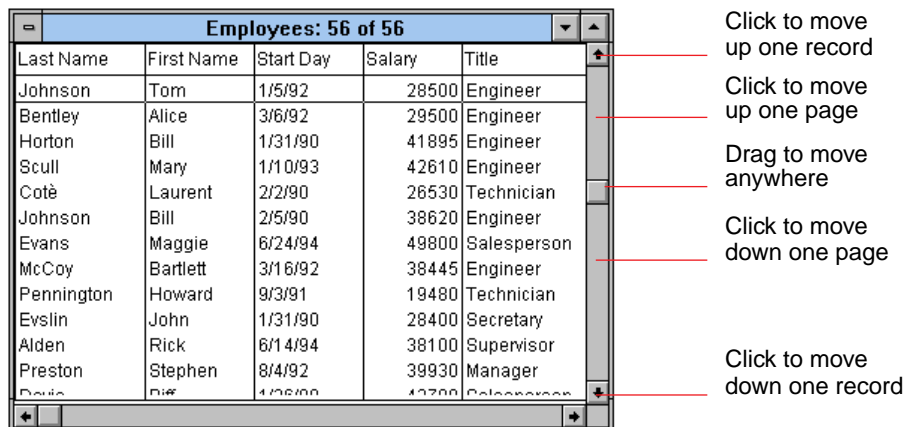 Employees: 56 of 56
Last Name First Name Start Day Salary Title
Johnson Tom 1/5/92 28500 Engineer
Bentley Alice 3/6/92 29500 Engineer
Horton Bill 1/31/90 41895 Engineer
Scull Mary 1/10/93 42610 Engineer
Cotè Laurent 2/2/90 26530 Technician
Johnson Bill 2/5/90 38620 Engineer
Evans Maggie 6/24/94 49800 Salesperson
McCoy Bartlett 3/16/92 38445 Engineer
Pennington Howard 9/3/91 19480 Technician
Evslin John 1/31/90 28400 Secretary
Alden Rick 6/14/94 38100 Supervisor
Preston Stephen 8/4/92 39930 Manager
Salesperson
Click to move
up one record
Click to move
up one page
Drag to move
anywhere
Click to move
down one page
Click to move
down one record